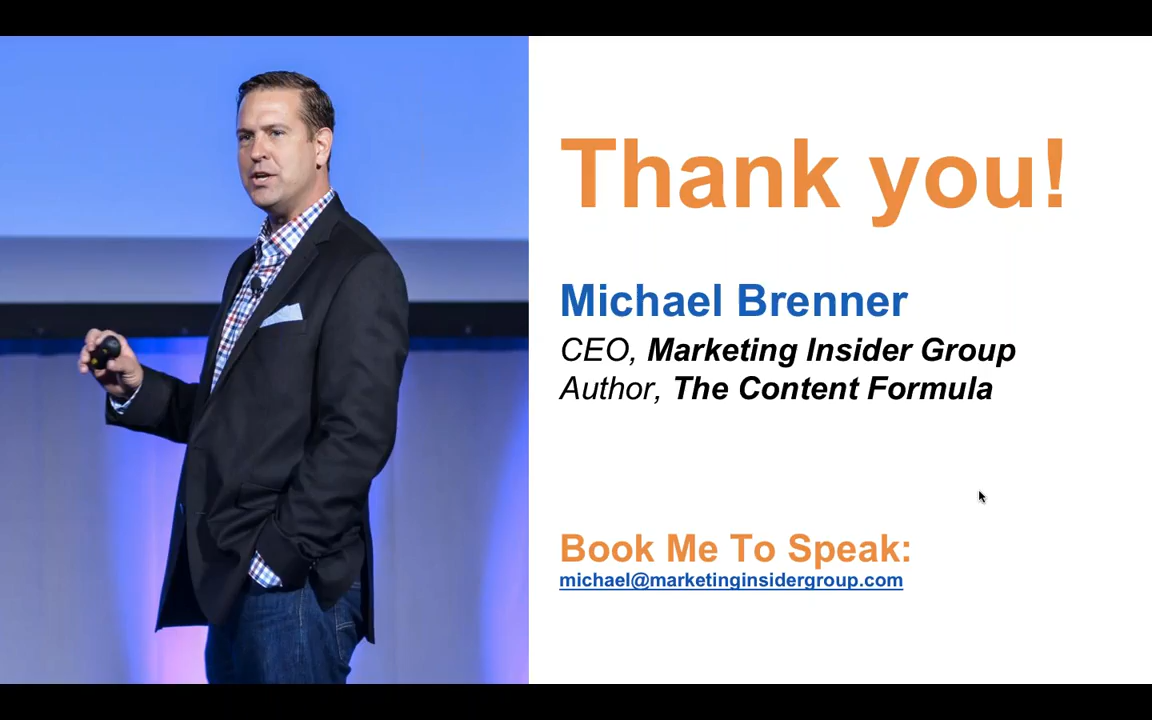 Thank you!
Michael Brenner
CEO, Marketing Insider Group
Author, The Content Formula
Book Me To Speak:
michael@marketinginsidergroup.com